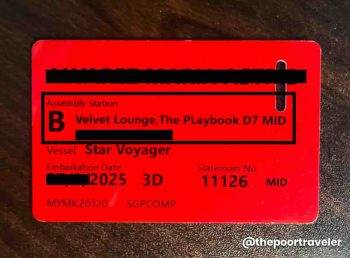 Assembly Station:
B Velvet Lounge,The PLaybook D7 MID
Vessel: Star Voyager
Embarkation Date Stateroom No
2025 3D 11126 MID
MYMKZ0320 SGPCOMP
@thepoortraveler